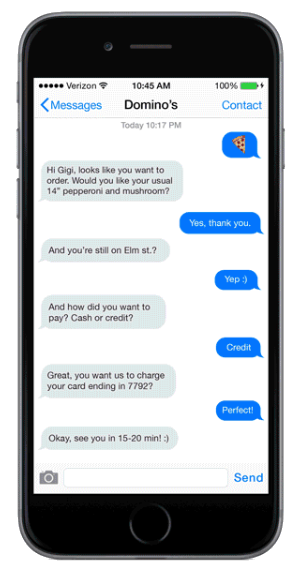 Verizon 10:45 AM 100%
Messages Domino's Contact
Today 10:17 PM
Hi Gigi, looks like you want to
order. Would you like your usual
14" pepperoni and mushroom?
Yes, thank you.
And you're still on Elm st.?
Yep :)
And how did you want to
pay? Cash or credit?
Credit
Great, you want us to charge
your card ending in 7792?
Perfect!
Okay, see you in 15-20 min! :)
Send